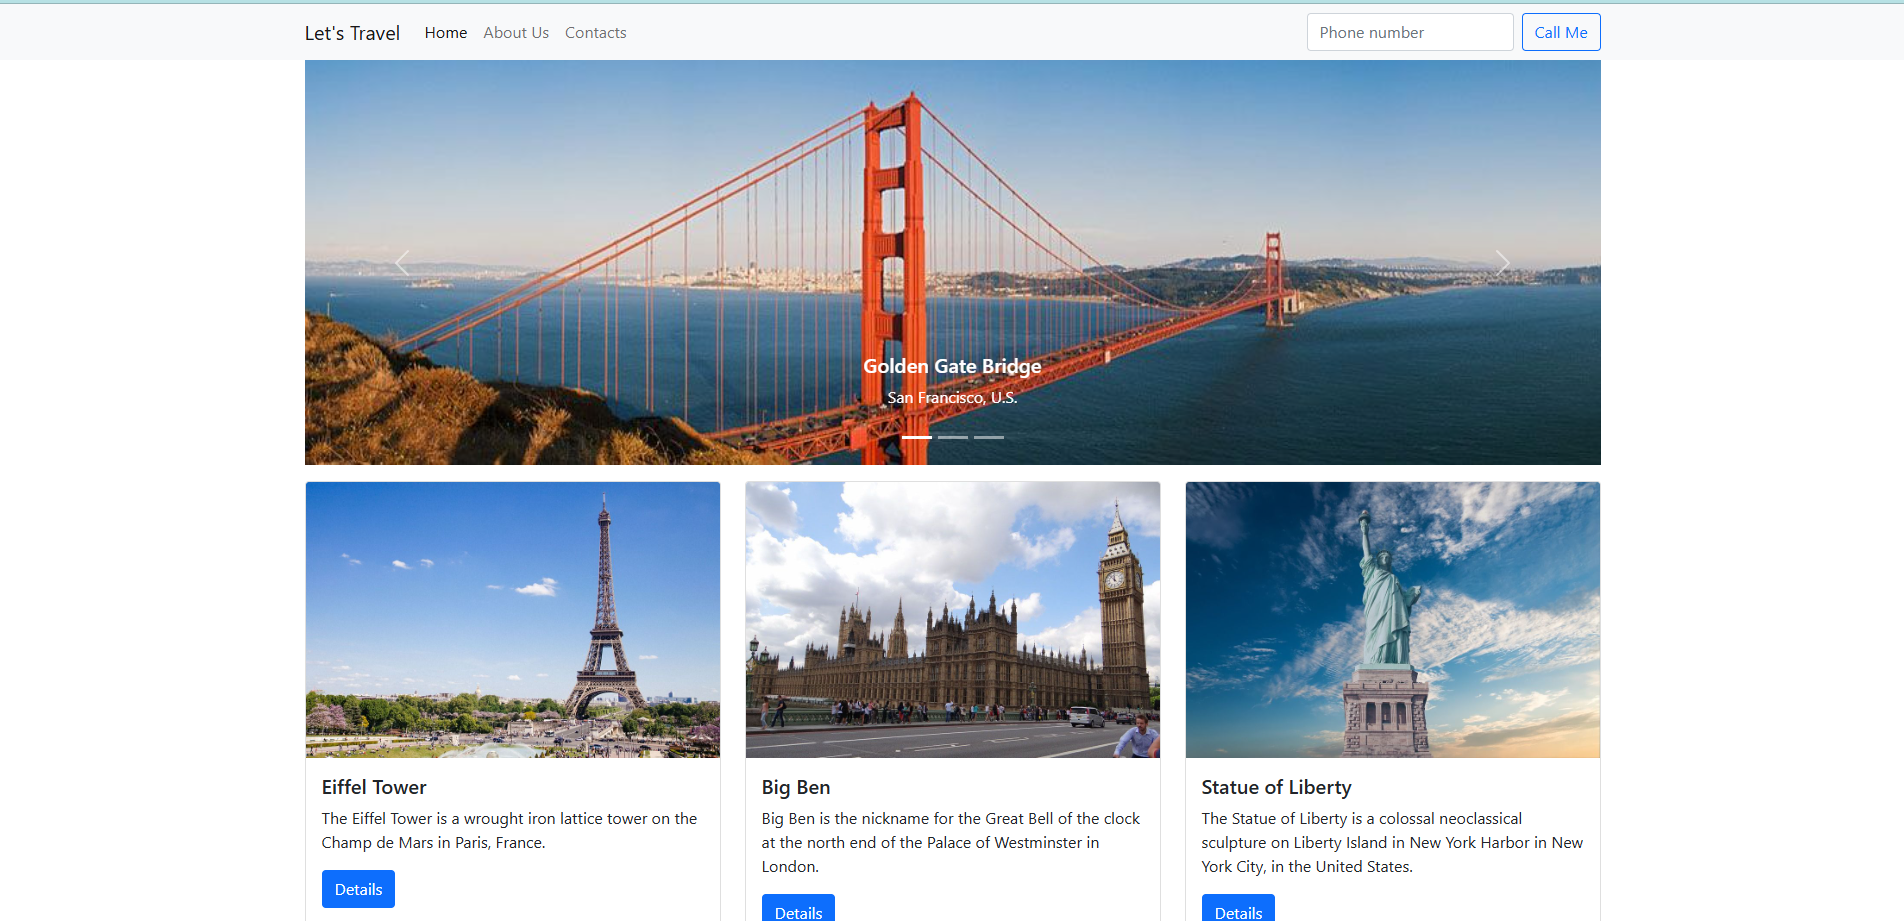 Let's Travel Home About Us Contacts Phone number Call Me
Golden Gate Bridge
San Francisco, U.S.
Eiffel Tower
The Eiffel Tower is a wrought iron lattice tower on the
Champ de Mars in Paris, France.
Details
Big Ben
Big Ben is the nickname for the Great Bell of the clock
at the north end of the Palace of Westminster in
London.
Details
Statue of Liberty
The Statue of Liberty is a colossal neoclassical
sculpture on Liberty Island in New York Harbor in New
York City, in the United States.
Details